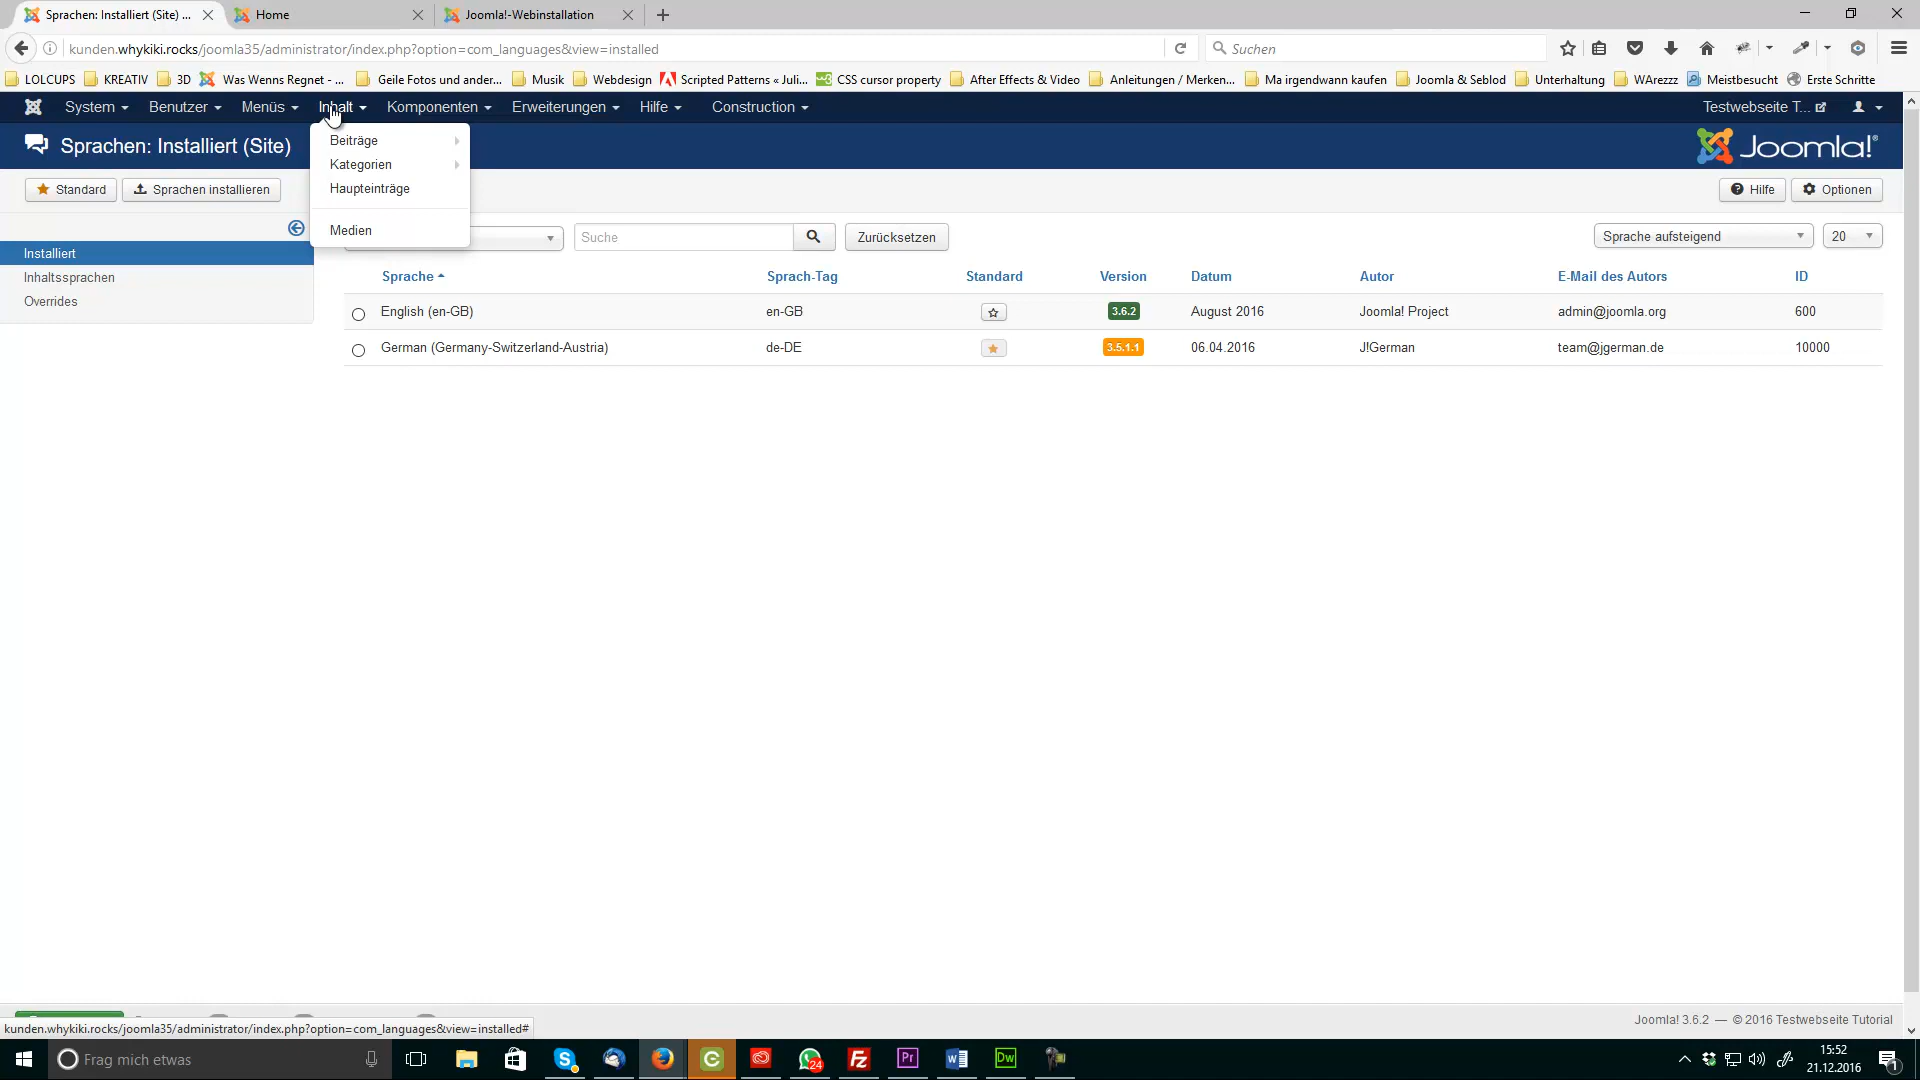 Sprachen: Installiert (Site) ...
Home
Joomla!-Webinstallation
kunden.whykiki.rocks/joomla35/administrator/index.php?option=com_languages&view=installed
Suchen
LOLCUPS
KREATIV
3D
Was Wenns Regnet - ...
Geile Fotos und ander...
Musik
Webdesign
Scripted Patterns « Juli...
CSS cursor property
After Effects & Video
Anleitungen / Merken...
Ma irgendwann kaufen
Joomla & Seblod
Unterhaltung
WArezzz
Meistbesucht
Erste Schritte
System
Benutzer
Menüs
Inhalt
Komponenten
Erweiterungen
Hilfe
Construction
Testwebseite T...
Sprachen: Installiert (Site)
Joomla!®
Beiträge
Kategorien
Haupteinträge
Medien
Standard
Sprachen installieren
Hilfe
Optionen
Installiert
Inhaltssprachen
Overrides
Suche
Zurücksetzen
Sprache aufsteigend
20
Sprache Sprach-Tag Standard Version Datum Autor E-Mail des Autors ID
English (en-GB) en-GB 3.6.2 August 2016 Joomla! Project admin@joomla.org 600
German (Germany-Switzerland-Austria) de-DE 3.5.1.1 06.04.2016 J!German team@jgerman.de 10000
kunden.whykiki.rocks/joomla35/administrator/index.php?option=com_languages&view=installed#
Joomla! 3.6.2 — © 2016 Testwebseite Tutorial
Frag mich etwas
24
Pr
Dw
15:52
21.12.2016
1